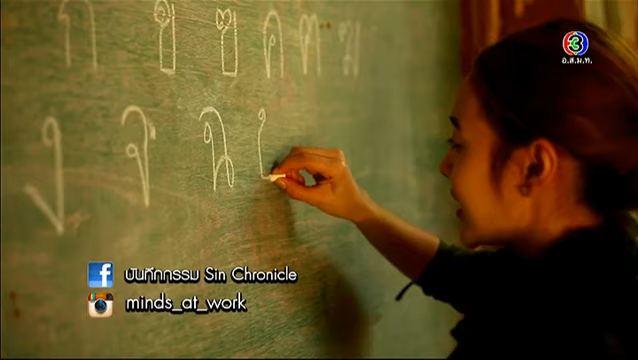 3
อ.ส.ม.ท.
ก ข ฃ ค ฅ ฆ
ง จ ฉ
บันทึกกรรม Sin Chronicle
minds_at_work